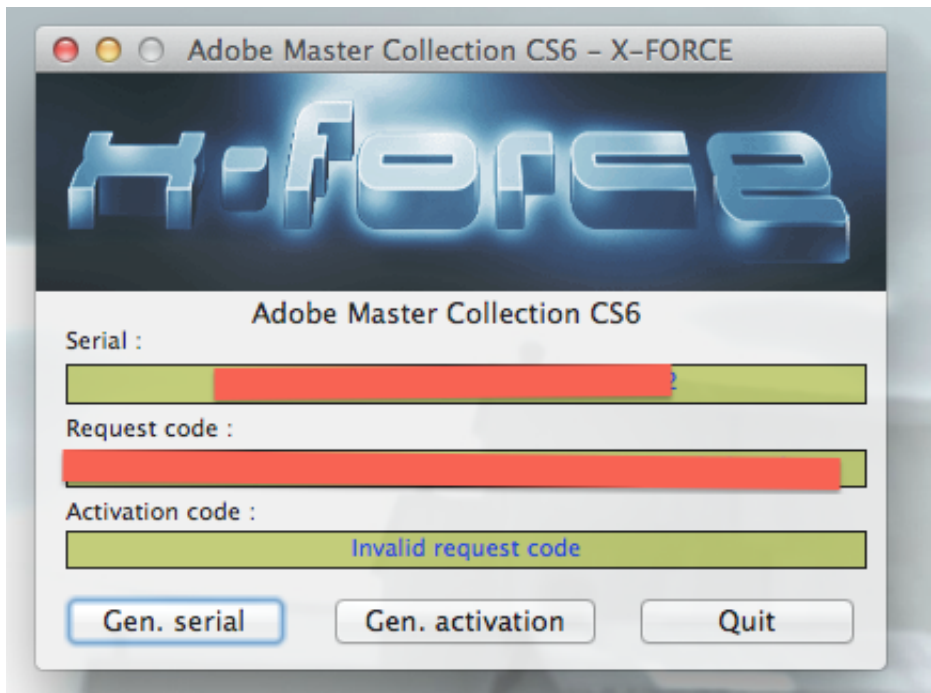 Adobe Master Collection CS6 – X-FORCE
x-force
Adobe Master Collection CS6
Serial :
2
Request code :
Activation code :
Invalid request code
Gen. serial Gen. activation Quit